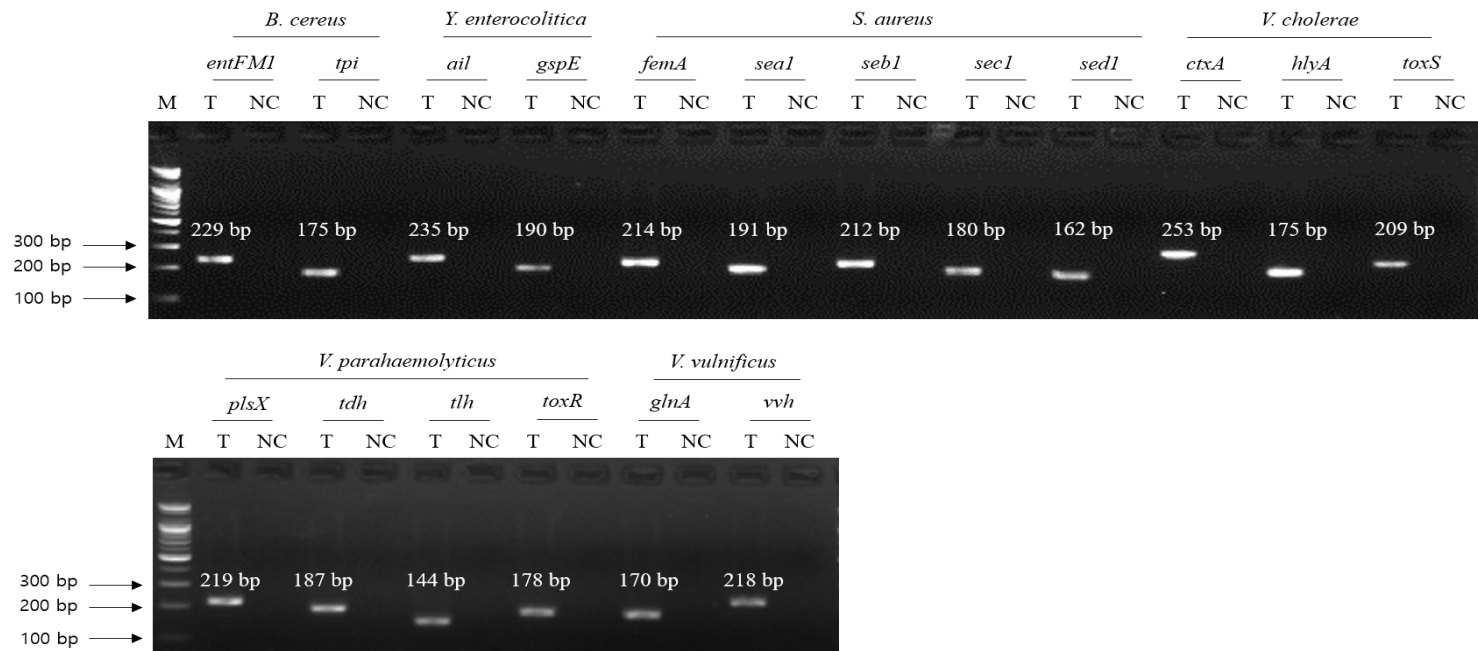 B. cereus Y. enterocolitica S. aureus V. cholerae
entFM1 tpi ail gspE femA sea1 seb1 sec1 sed1 ctxA hlyA toxS
M T NC T NC T NC T NC T NC T NC T NC T NC T NC T NC T NC T NC
229 bp 175 bp 235 bp 190 bp 214 bp 191 bp 212 bp 180 bp 162 bp 253 bp 175 bp 209 bp
300 bp
200 bp
100 bp
V. parahaemolyticus V. vulnificus
plsX tdh tlh toxR glnA vvh
M T NC T NC T NC T NC T NC T NC
219 bp 187 bp 144 bp 178 bp 170 bp 218 bp
300 bp
200 bp
100 bp